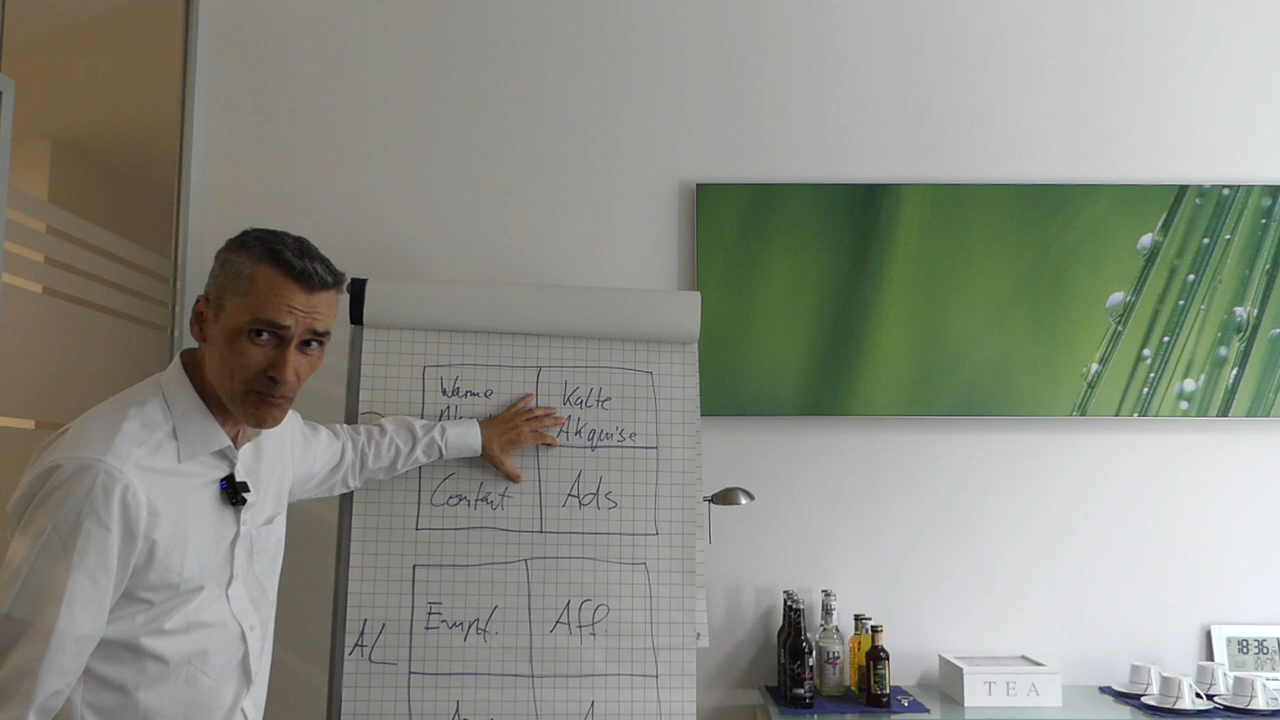 Warme
Kalte
Akquise
Content
Ads
Empf.
Aff
AL
TEA
18:36